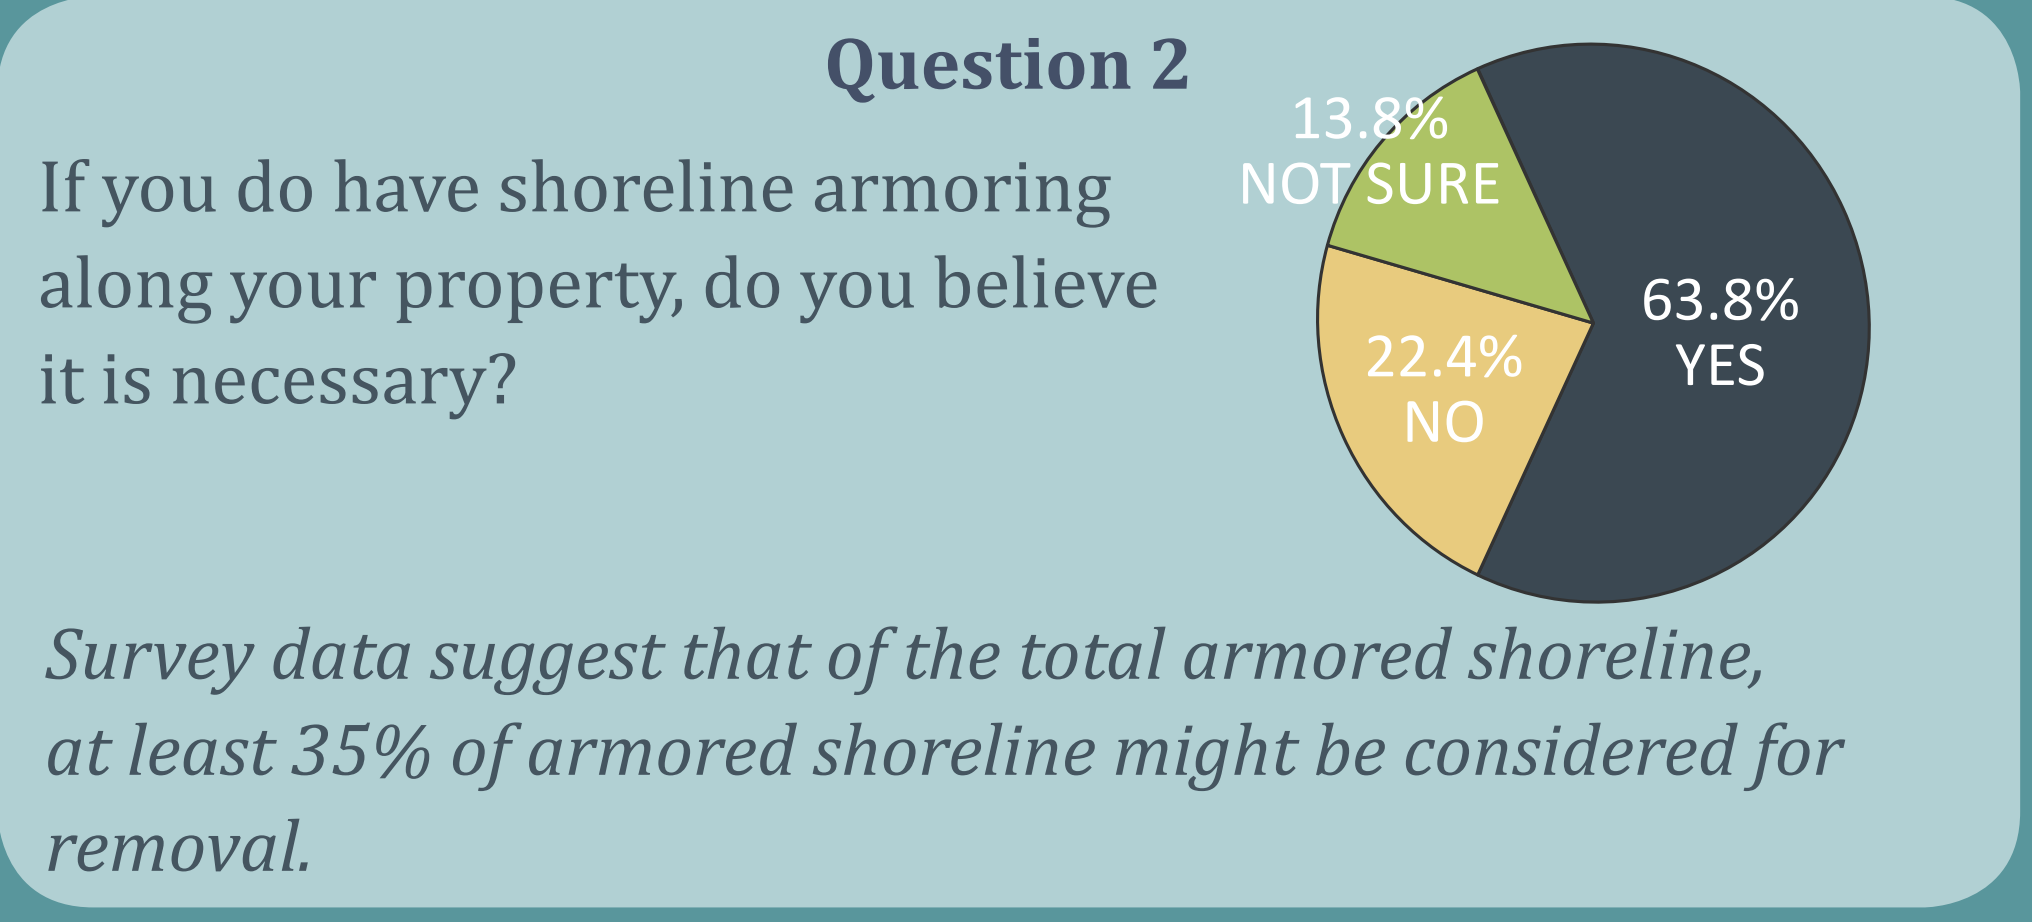 Question 2
If you do have shoreline armoring
along your property, do you believe
it is necessary?
13.8%
NOT SURE
63.8%
YES
22.4%
NO
Survey data suggest that of the total armored shoreline,
at least 35% of armored shoreline might be considered for
removal.